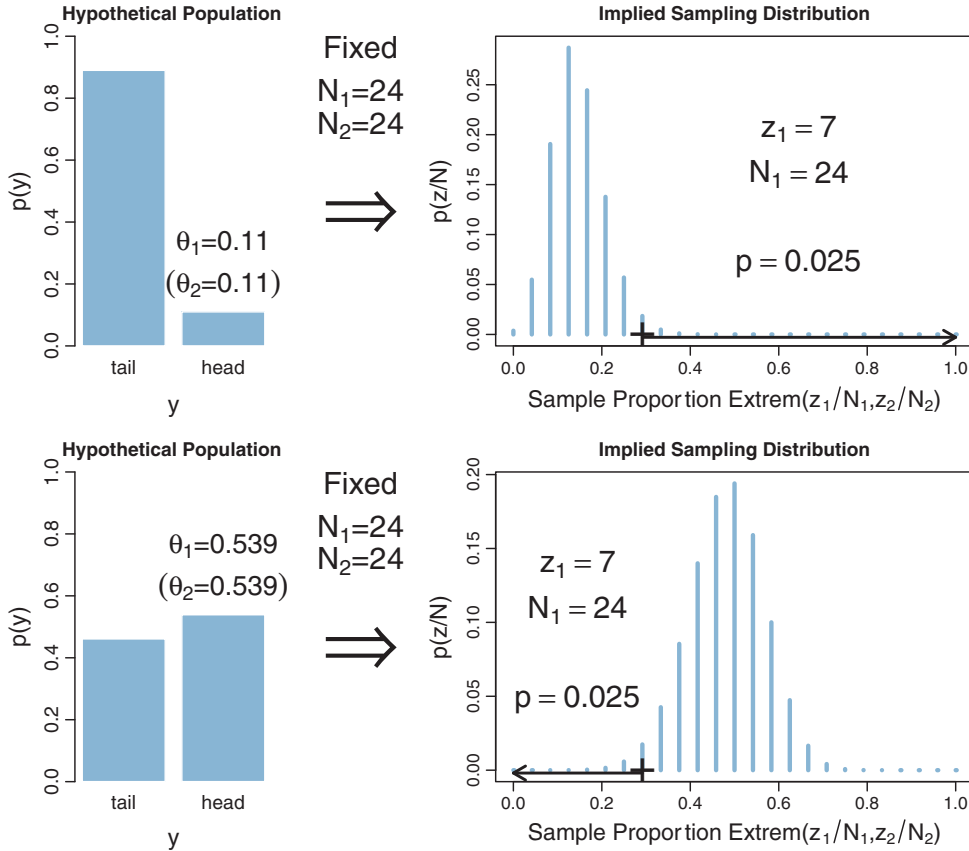 Hypothetical Population
1.0
0.8
0.6
0.4
0.2
0.0
p(y)
θ1=0.11
(θ2=0.11)
tail head
y
Fixed
N1=24
N2=24
⇒
Implied Sampling Distribution
0.25
0.20
0.15
0.10
0.05
0.00
p(z/N)
z1 = 7
N1 = 24
p = 0.025
0.0 0.2 0.4 0.6 0.8 1.0
Sample Proportion Extrem(z1/N1,z2/N2)
Hypothetical Population
1.0
0.8
0.6
0.4
0.2
0.0
p(y)
θ1=0.539
(θ2=0.539)
tail head
y
Fixed
N1=24
N2=24
⇒
Implied Sampling Distribution
0.20
0.15
0.10
0.05
0.00
p(z/N)
z1 = 7
N1 = 24
p = 0.025
0.0 0.2 0.4 0.6 0.8 1.0
Sample Proportion Extrem(z1/N1,z2/N2)